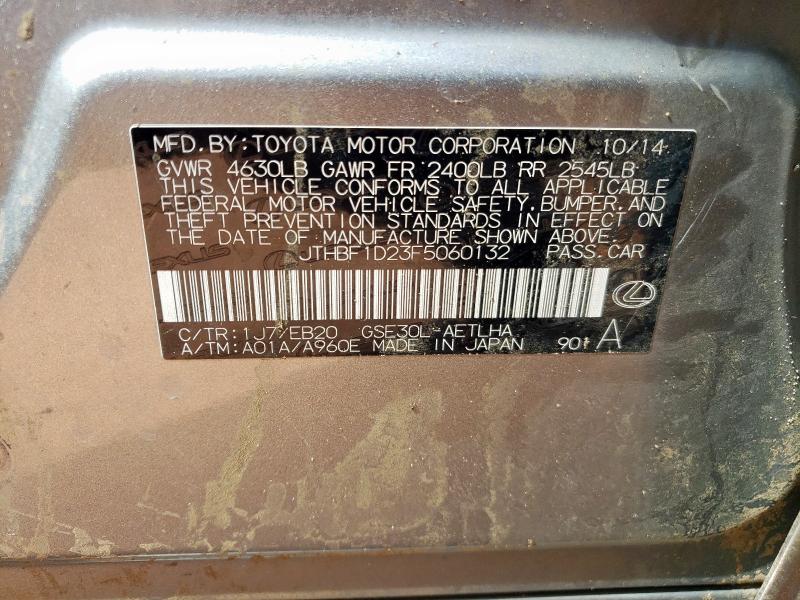 MFD. BY: TOYOTA MOTOR CORPORATION 10/14
GVWR 4630LB GAWR FR 2400LB RR 2545LB
THIS VEHICLE CONFORMS TO ALL APPLICABLE
FEDERAL MOTOR VEHICLE SAFETY, BUMPER, AND
THEFT PREVENTION STANDARDS IN EFFECT ON
THE DATE OF MANUFACTURE SHOWN ABOVE.
JTHBF1D23F5060132 PASS. CAR
C/TR: 1J7/EB20 GSE30L-AETLHA
A/TM: A01A/A960E MADE IN JAPAN 901 A